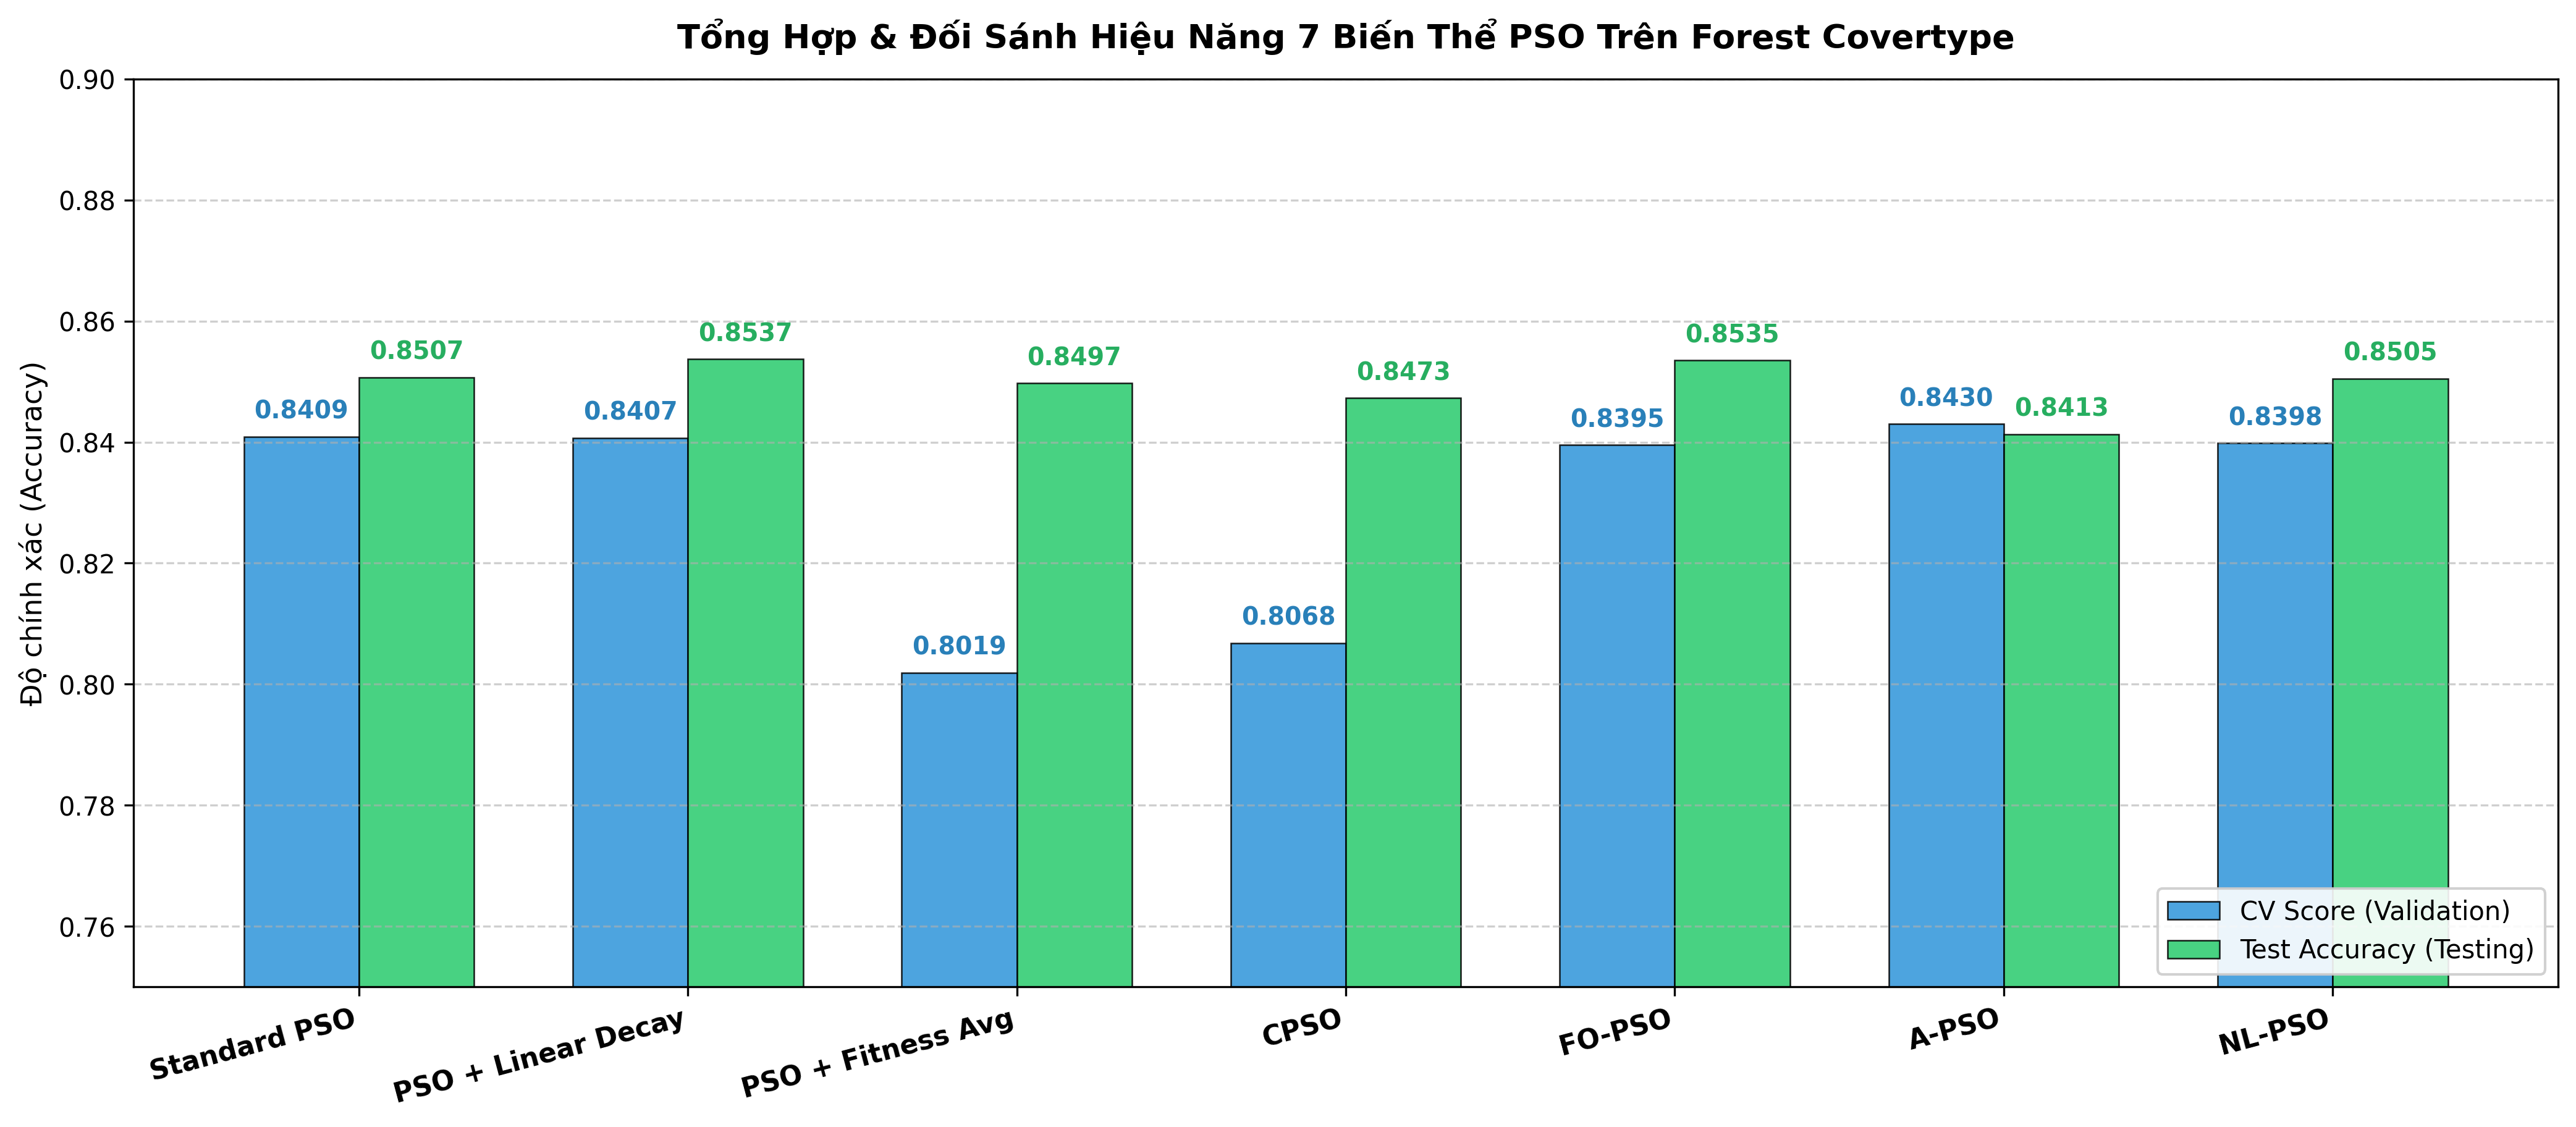 Tổng Hợp & Đối Sánh Hiệu Năng 7 Biến Thể PSO Trên Forest Covertype
Độ chính xác (Accuracy)
0.90
0.88
0.86
0.84
0.82
0.80
0.78
0.76
0.8409
0.8507
0.8407
0.8537
0.8019
0.8497
0.8068
0.8473
0.8395
0.8535
0.8430
0.8413
0.8398
0.8505
CV Score (Validation)
Test Accuracy (Testing)
Standard PSO
PSO + Linear Decay
PSO + Fitness Avg
CPSO
FO-PSO
A-PSO
NL-PSO